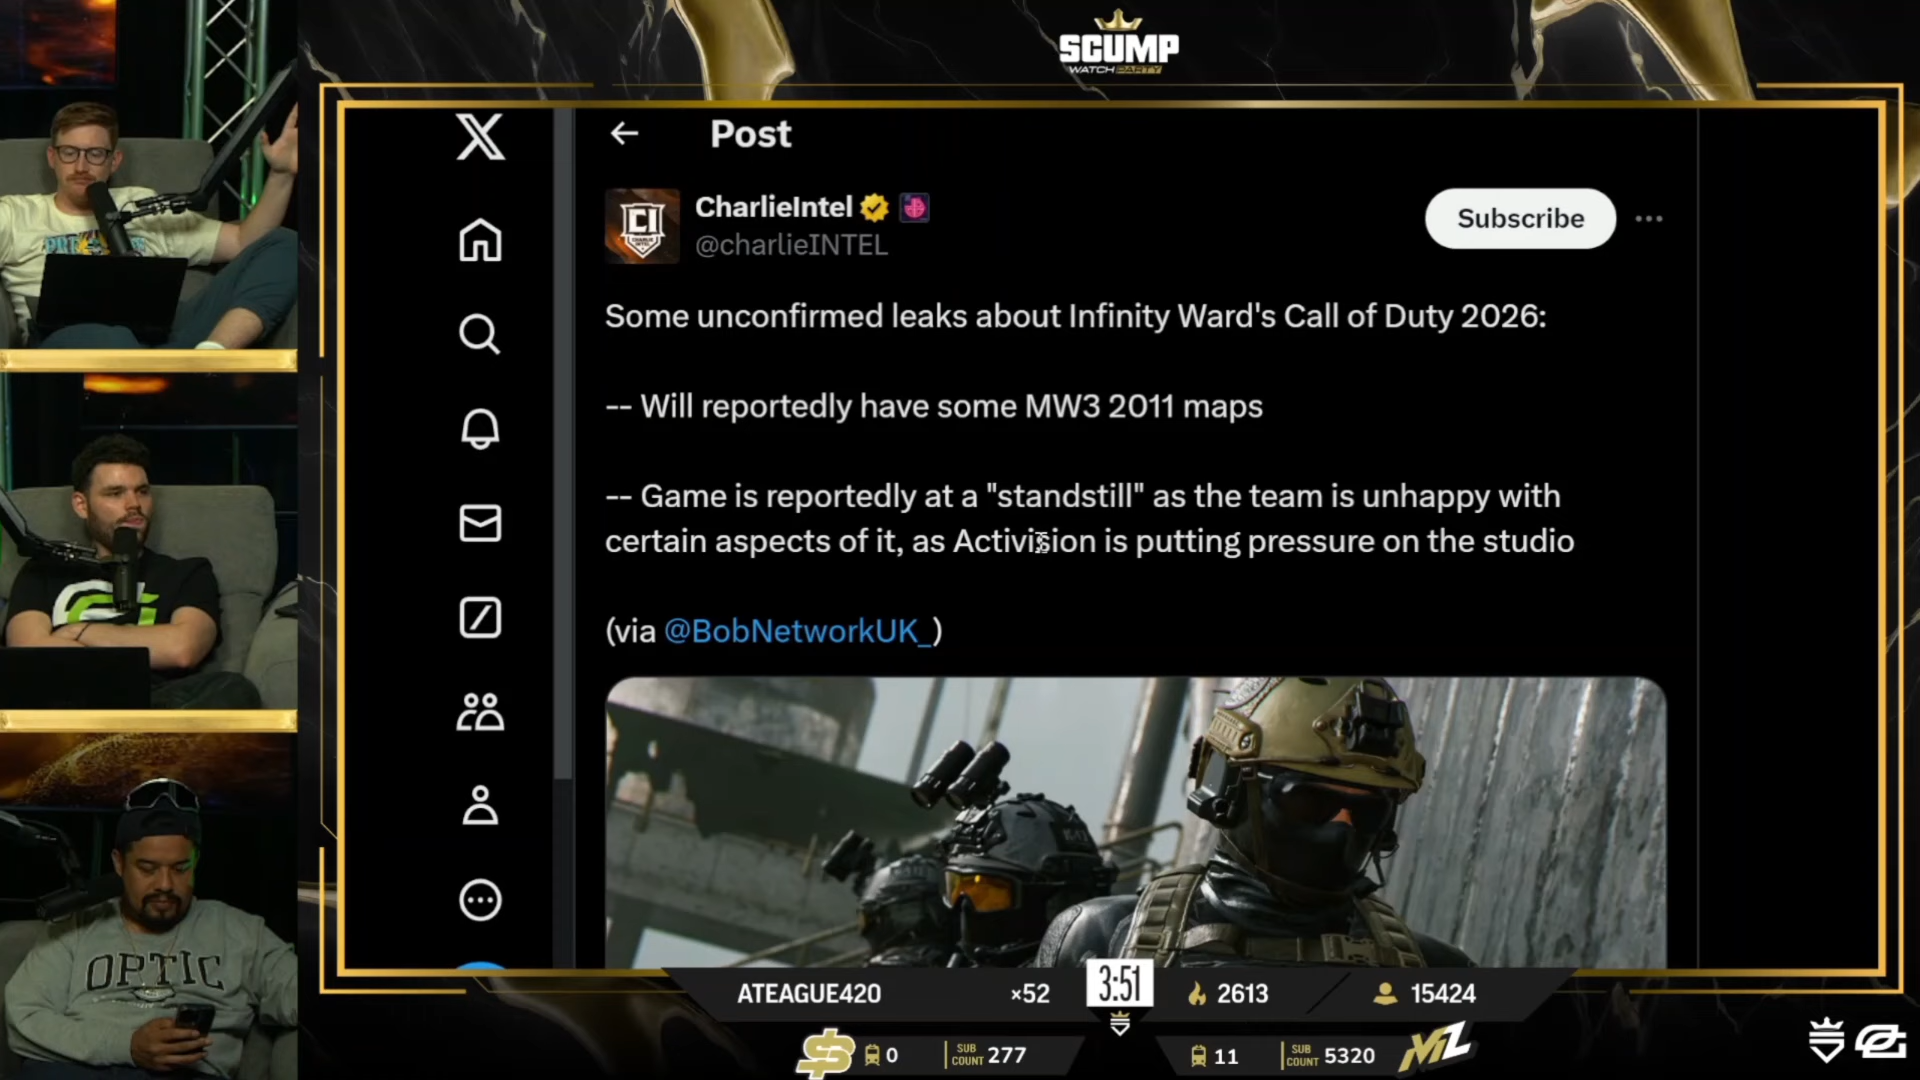 SCUMP
WATCH PARTY
Post
CharlieIntel
@charlieINTEL
CI
Subscribe
Some unconfirmed leaks about Infinity Ward's Call of Duty 2026:
-- Will reportedly have some MW3 2011 maps
-- Game is reportedly at a "standstill" as the team is unhappy with
certain aspects of it, as Activision is putting pressure on the studio
(via @BobNetworkUK_)
OPTIC
ATEAGUE420 ×52 3:51 2613 15424
0 SUB COUNT 277 11 SUB COUNT 5320